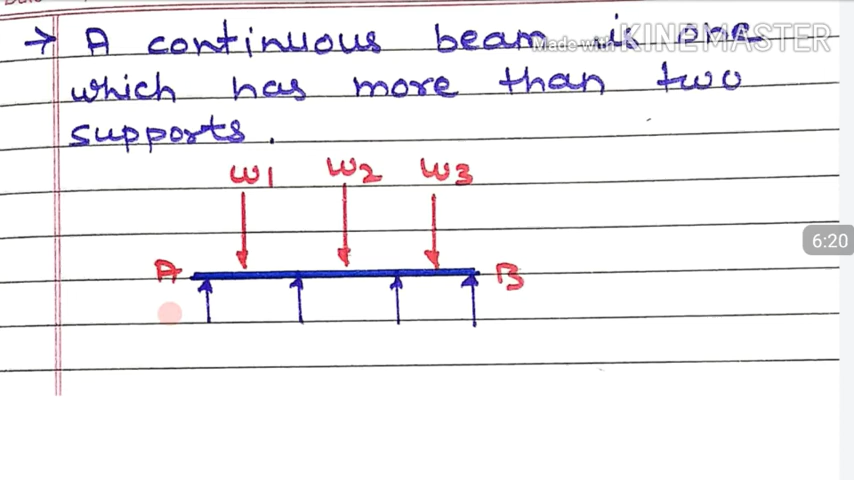 → A continuous beam is one
Made with KINEMASTER
which has more than two
supports.
W1 W2 W3
6:20
A B